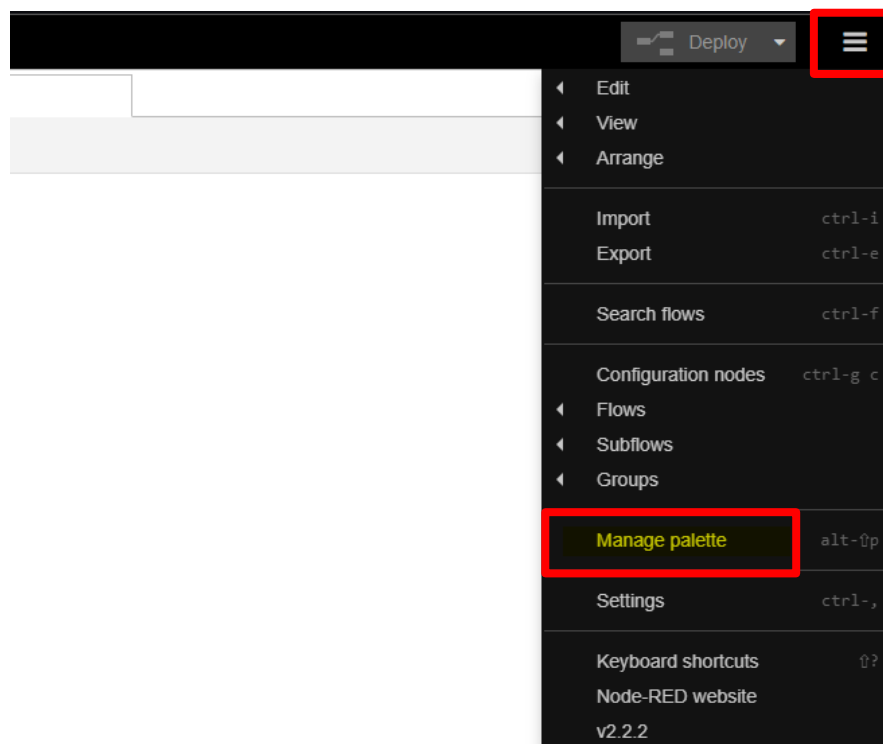 Deploy
Edit
View
Arrange
Import ctrl-i
Export ctrl-e
Search flows ctrl-f
Configuration nodes ctrl-g c
Flows
Subflows
Groups
Manage palette alt-⇧p
Settings ctrl-,
Keyboard shortcuts ⇧?
Node-RED website
v2.2.2